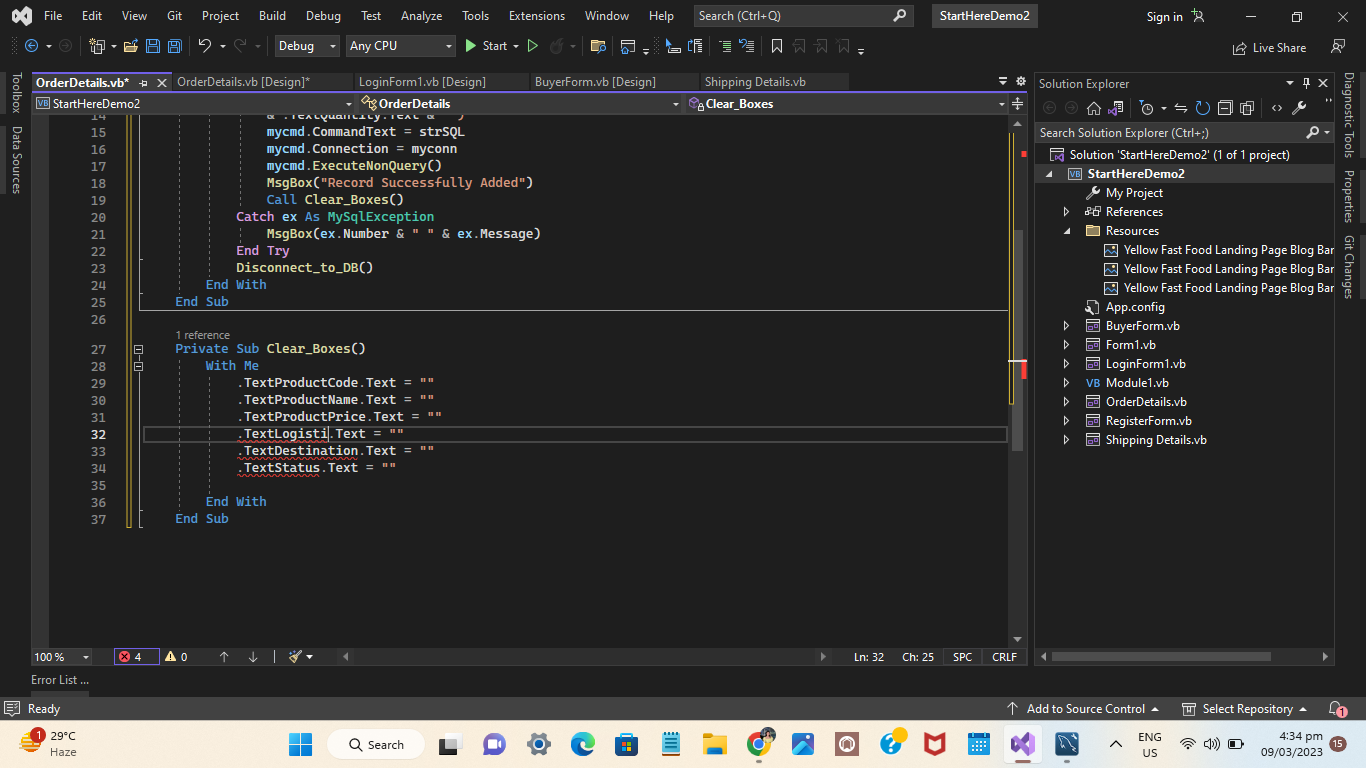 File Edit View Git Project Build Debug Test Analyze Tools Extensions Window Help Search (Ctrl+Q) StartHereDemo2 Sign in
Debug Any CPU Start Live Share
OrderDetails.vb* OrderDetails.vb [Design]* LoginForm1.vb [Design] BuyerForm.vb [Design] Shipping Details.vb
StartHereDemo2 OrderDetails Clear_Boxes
Toolbox
Data Sources
14 & .TextQuantity.Text & "')"
15 mycmd.CommandText = strSQL
16 mycmd.Connection = myconn
17 mycmd.ExecuteNonQuery()
18 MsgBox("Record Successfully Added")
19 Call Clear_Boxes()
20 Catch ex As MySqlException
21 MsgBox(ex.Number & " " & ex.Message)
22 End Try
23 Disconnect_to_DB()
24 End With
25 End Sub
26
1 reference
27 Private Sub Clear_Boxes()
28 With Me
29 .TextProductCode.Text = ""
30 .TextProductName.Text = ""
31 .TextProductPrice.Text = ""
32 .TextLogisti.Text = ""
33 .TextDestination.Text = ""
34 .TextStatus.Text = ""
35
36 End With
37 End Sub
100 % 4 0 Ln: 32 Ch: 25 SPC CRLF
Solution Explorer
Search Solution Explorer (Ctrl+;)
Solution 'StartHereDemo2' (1 of 1 project)
VB StartHereDemo2
My Project
References
Resources
Yellow Fast Food Landing Page Blog Bar
Yellow Fast Food Landing Page Blog Bar
Yellow Fast Food Landing Page Blog Bar
App.config
BuyerForm.vb
Form1.vb
LoginForm1.vb
VB Module1.vb
OrderDetails.vb
RegisterForm.vb
Shipping Details.vb
Diagnostic Tools
Properties
Git Changes
Error List ...
Ready Add to Source Control Select Repository 1
1 29°C
Haze
Search
ENG
US
4:34 pm
09/03/2023
15